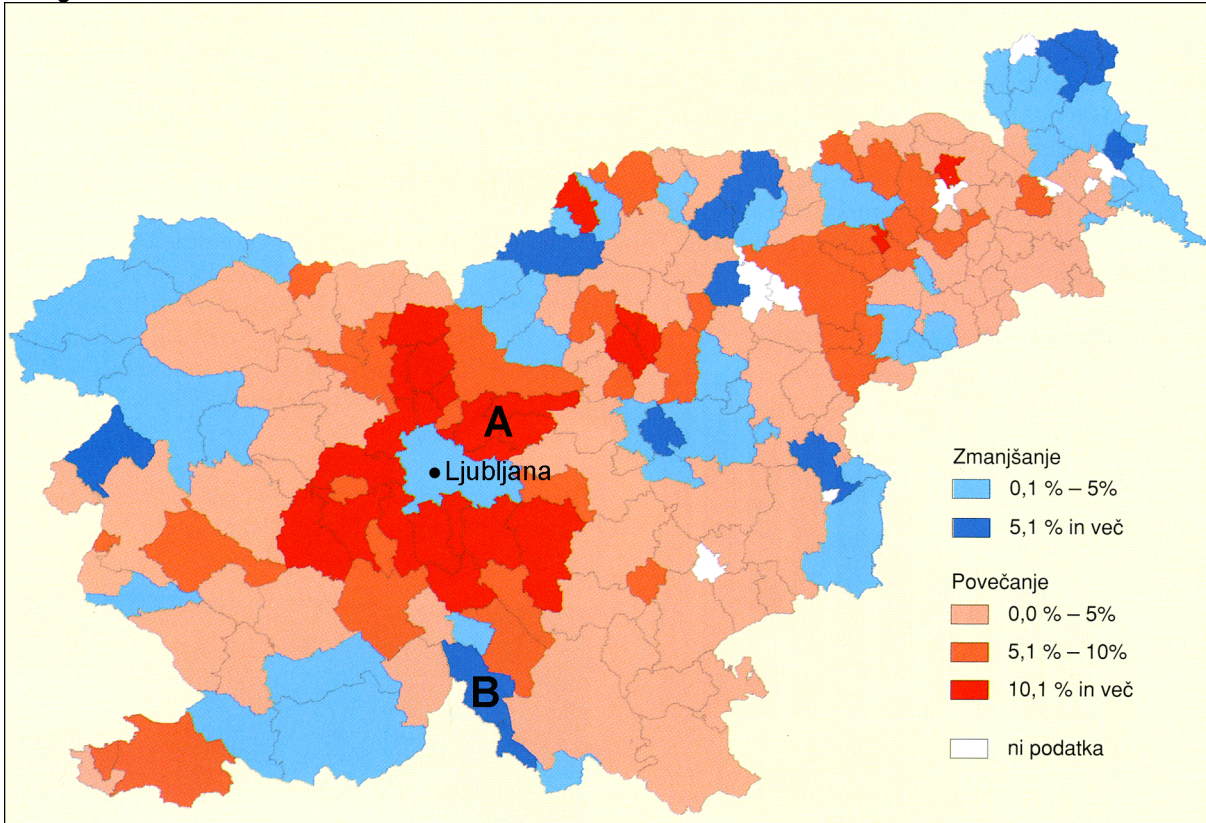 A
Ljubljana
B
Zmanjšanje
0,1 % – 5%
5,1 % in več
Povečanje
0,0 % – 5%
5,1 % – 10%
10,1 % in več
ni podatka